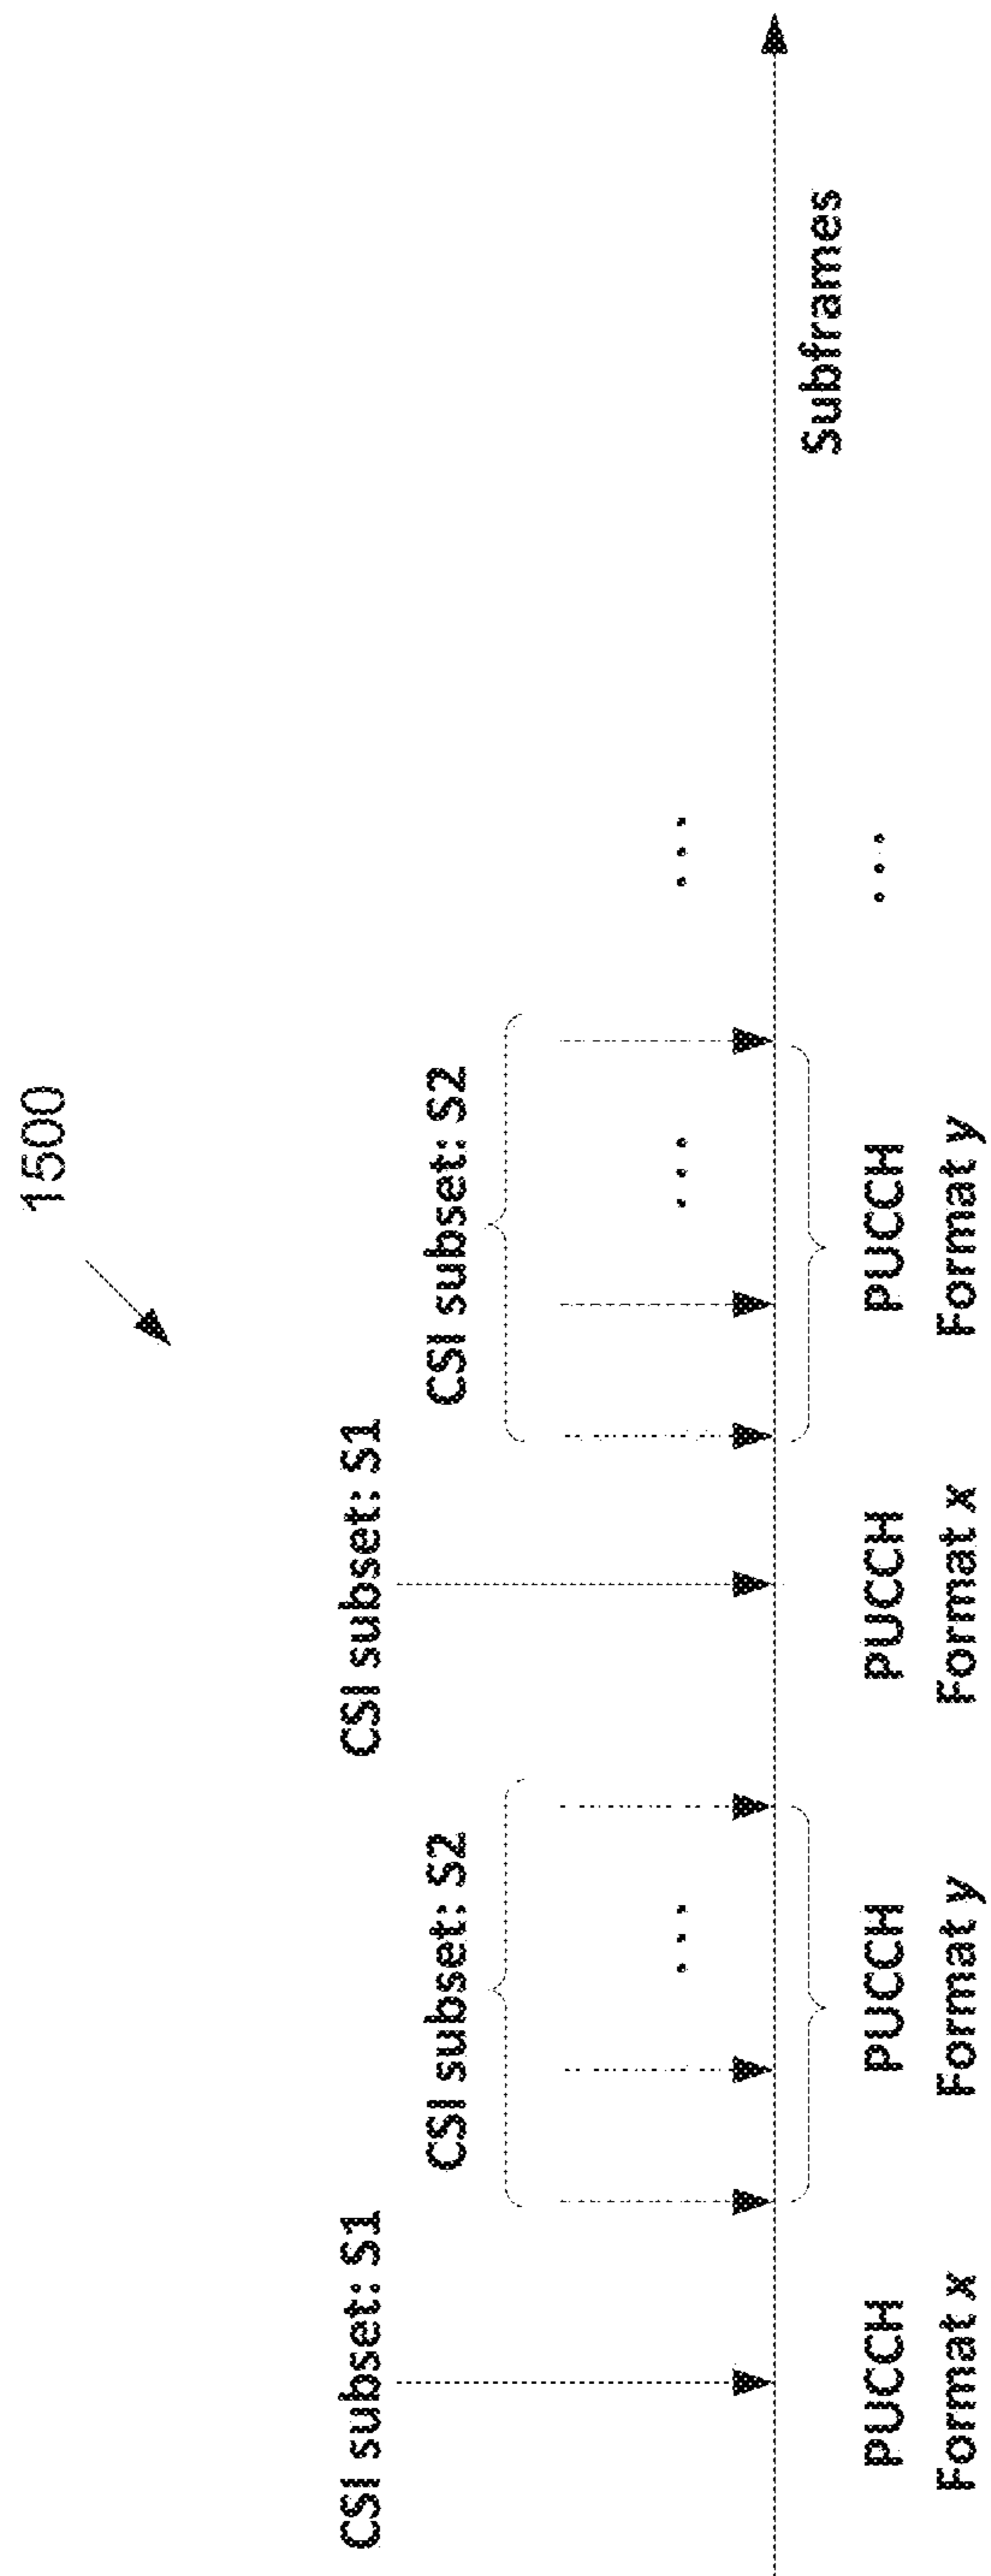 1500
CSI subset: S1
CSI subset: S1
CSI subset: S2
CSI subset: S2
...
...
...
Subframes
PUCCH
Format x
PUCCH
Format y
PUCCH
Format x
PUCCH
Format y
...